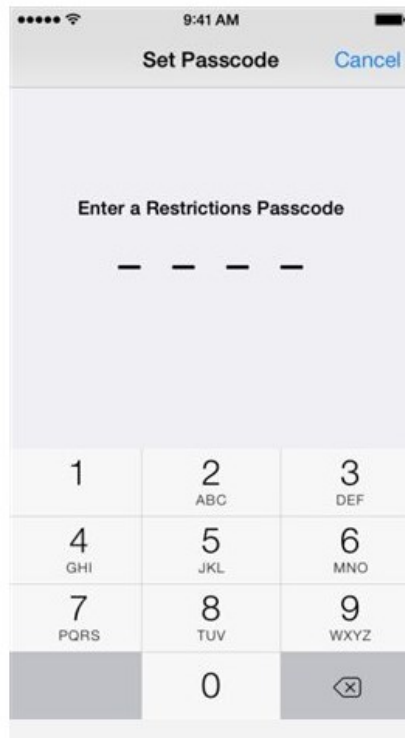 9:41 AM
Set Passcode Cancel
Enter a Restrictions Passcode
1 2 3
ABC DEF
4 5 6
GHI JKL MNO
7 8 9
PQRS TUV WXYZ
0